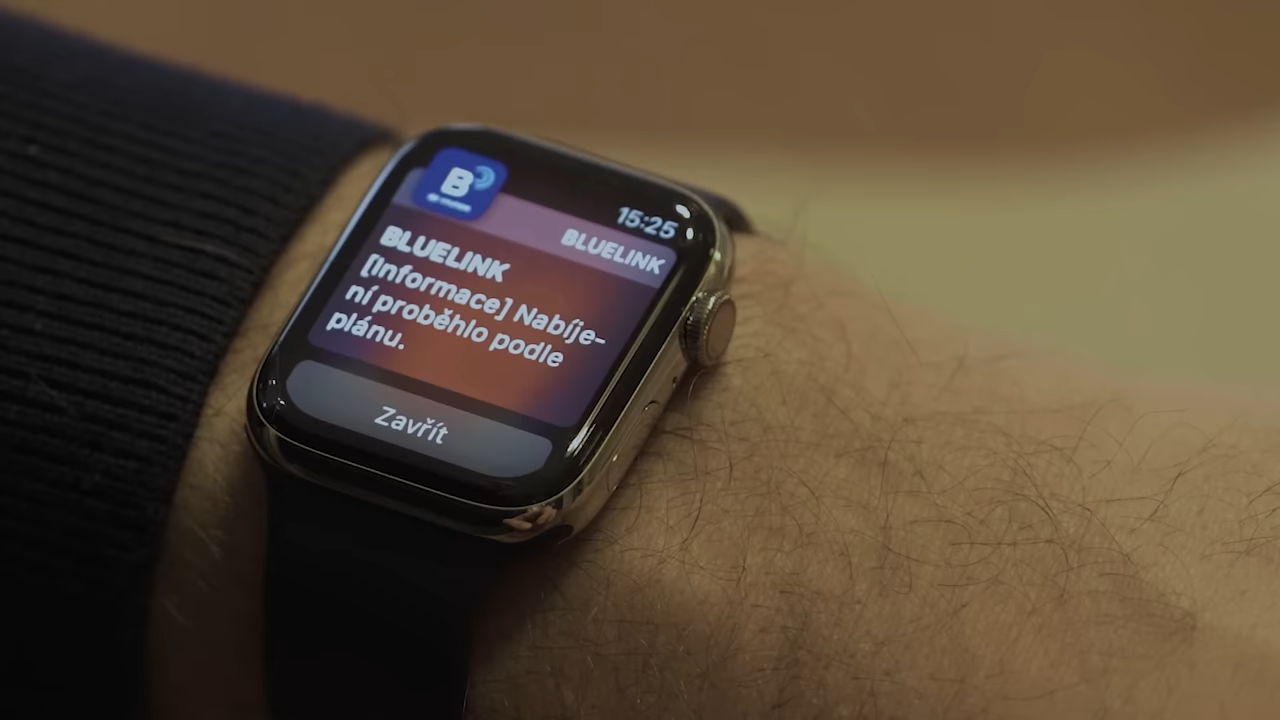 B
15:25
BLUELINK
BLUELINK
[Informace] Nabíje-
ní proběhlo podle
plánu.
Zavřít